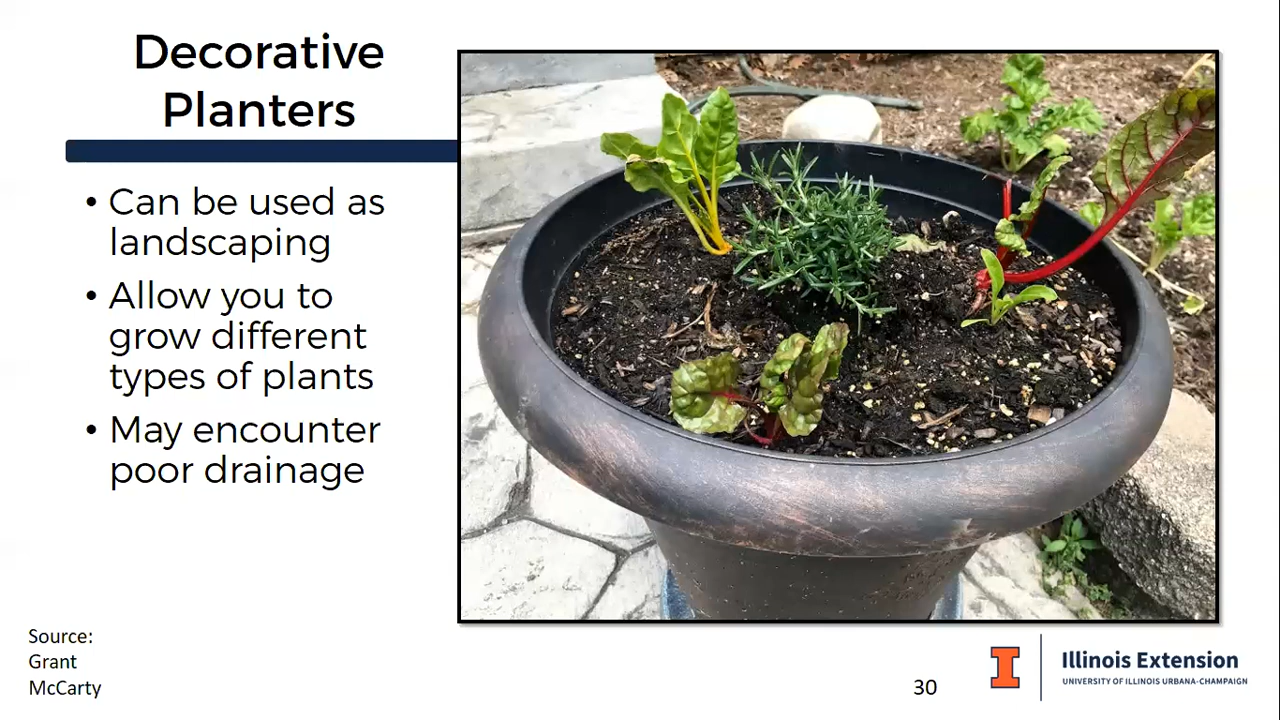 Decorative
Planters
• Can be used as
landscaping
• Allow you to
grow different
types of plants
• May encounter
poor drainage
Source:
Grant
McCarty
30
Illinois Extension
UNIVERSITY OF ILLINOIS URBANA-CHAMPAIGN